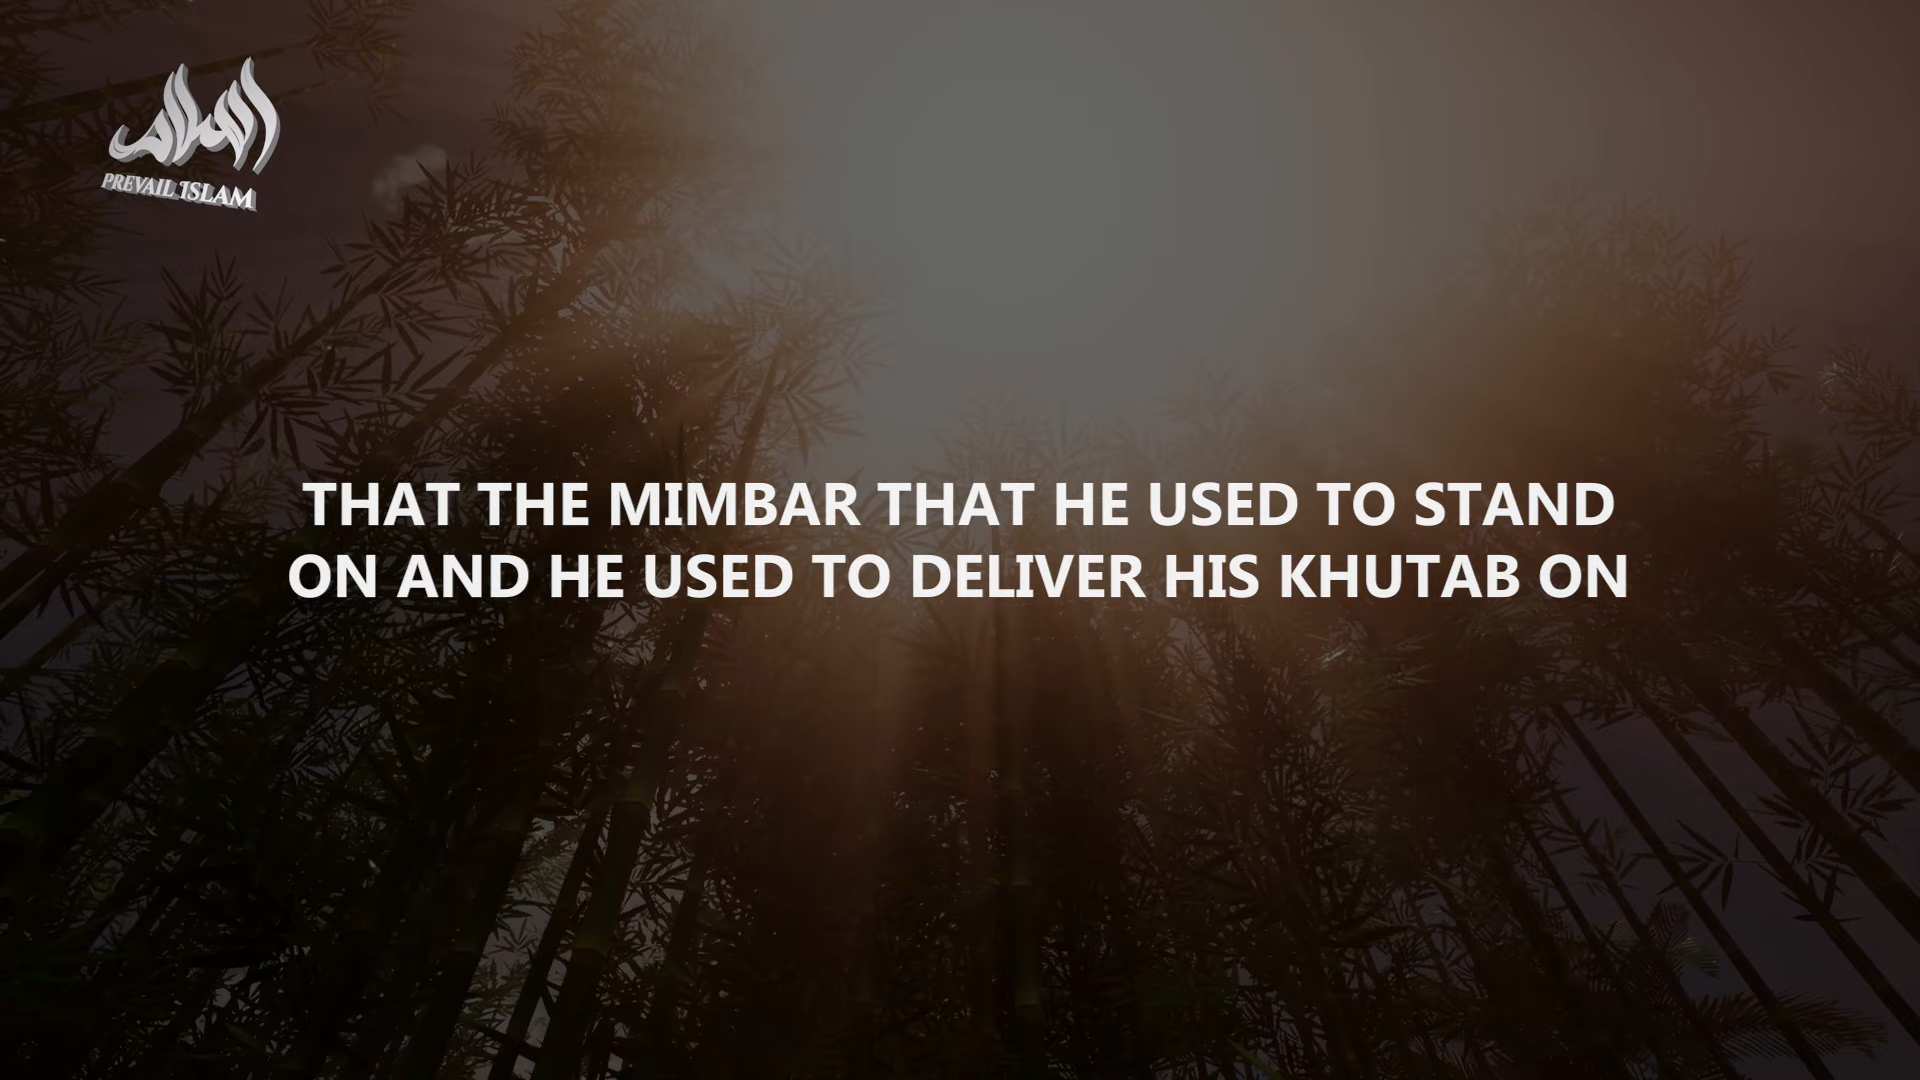 PREVAIL ISLAM
THAT THE MIMBAR THAT HE USED TO STAND
ON AND HE USED TO DELIVER HIS KHUTAB ON